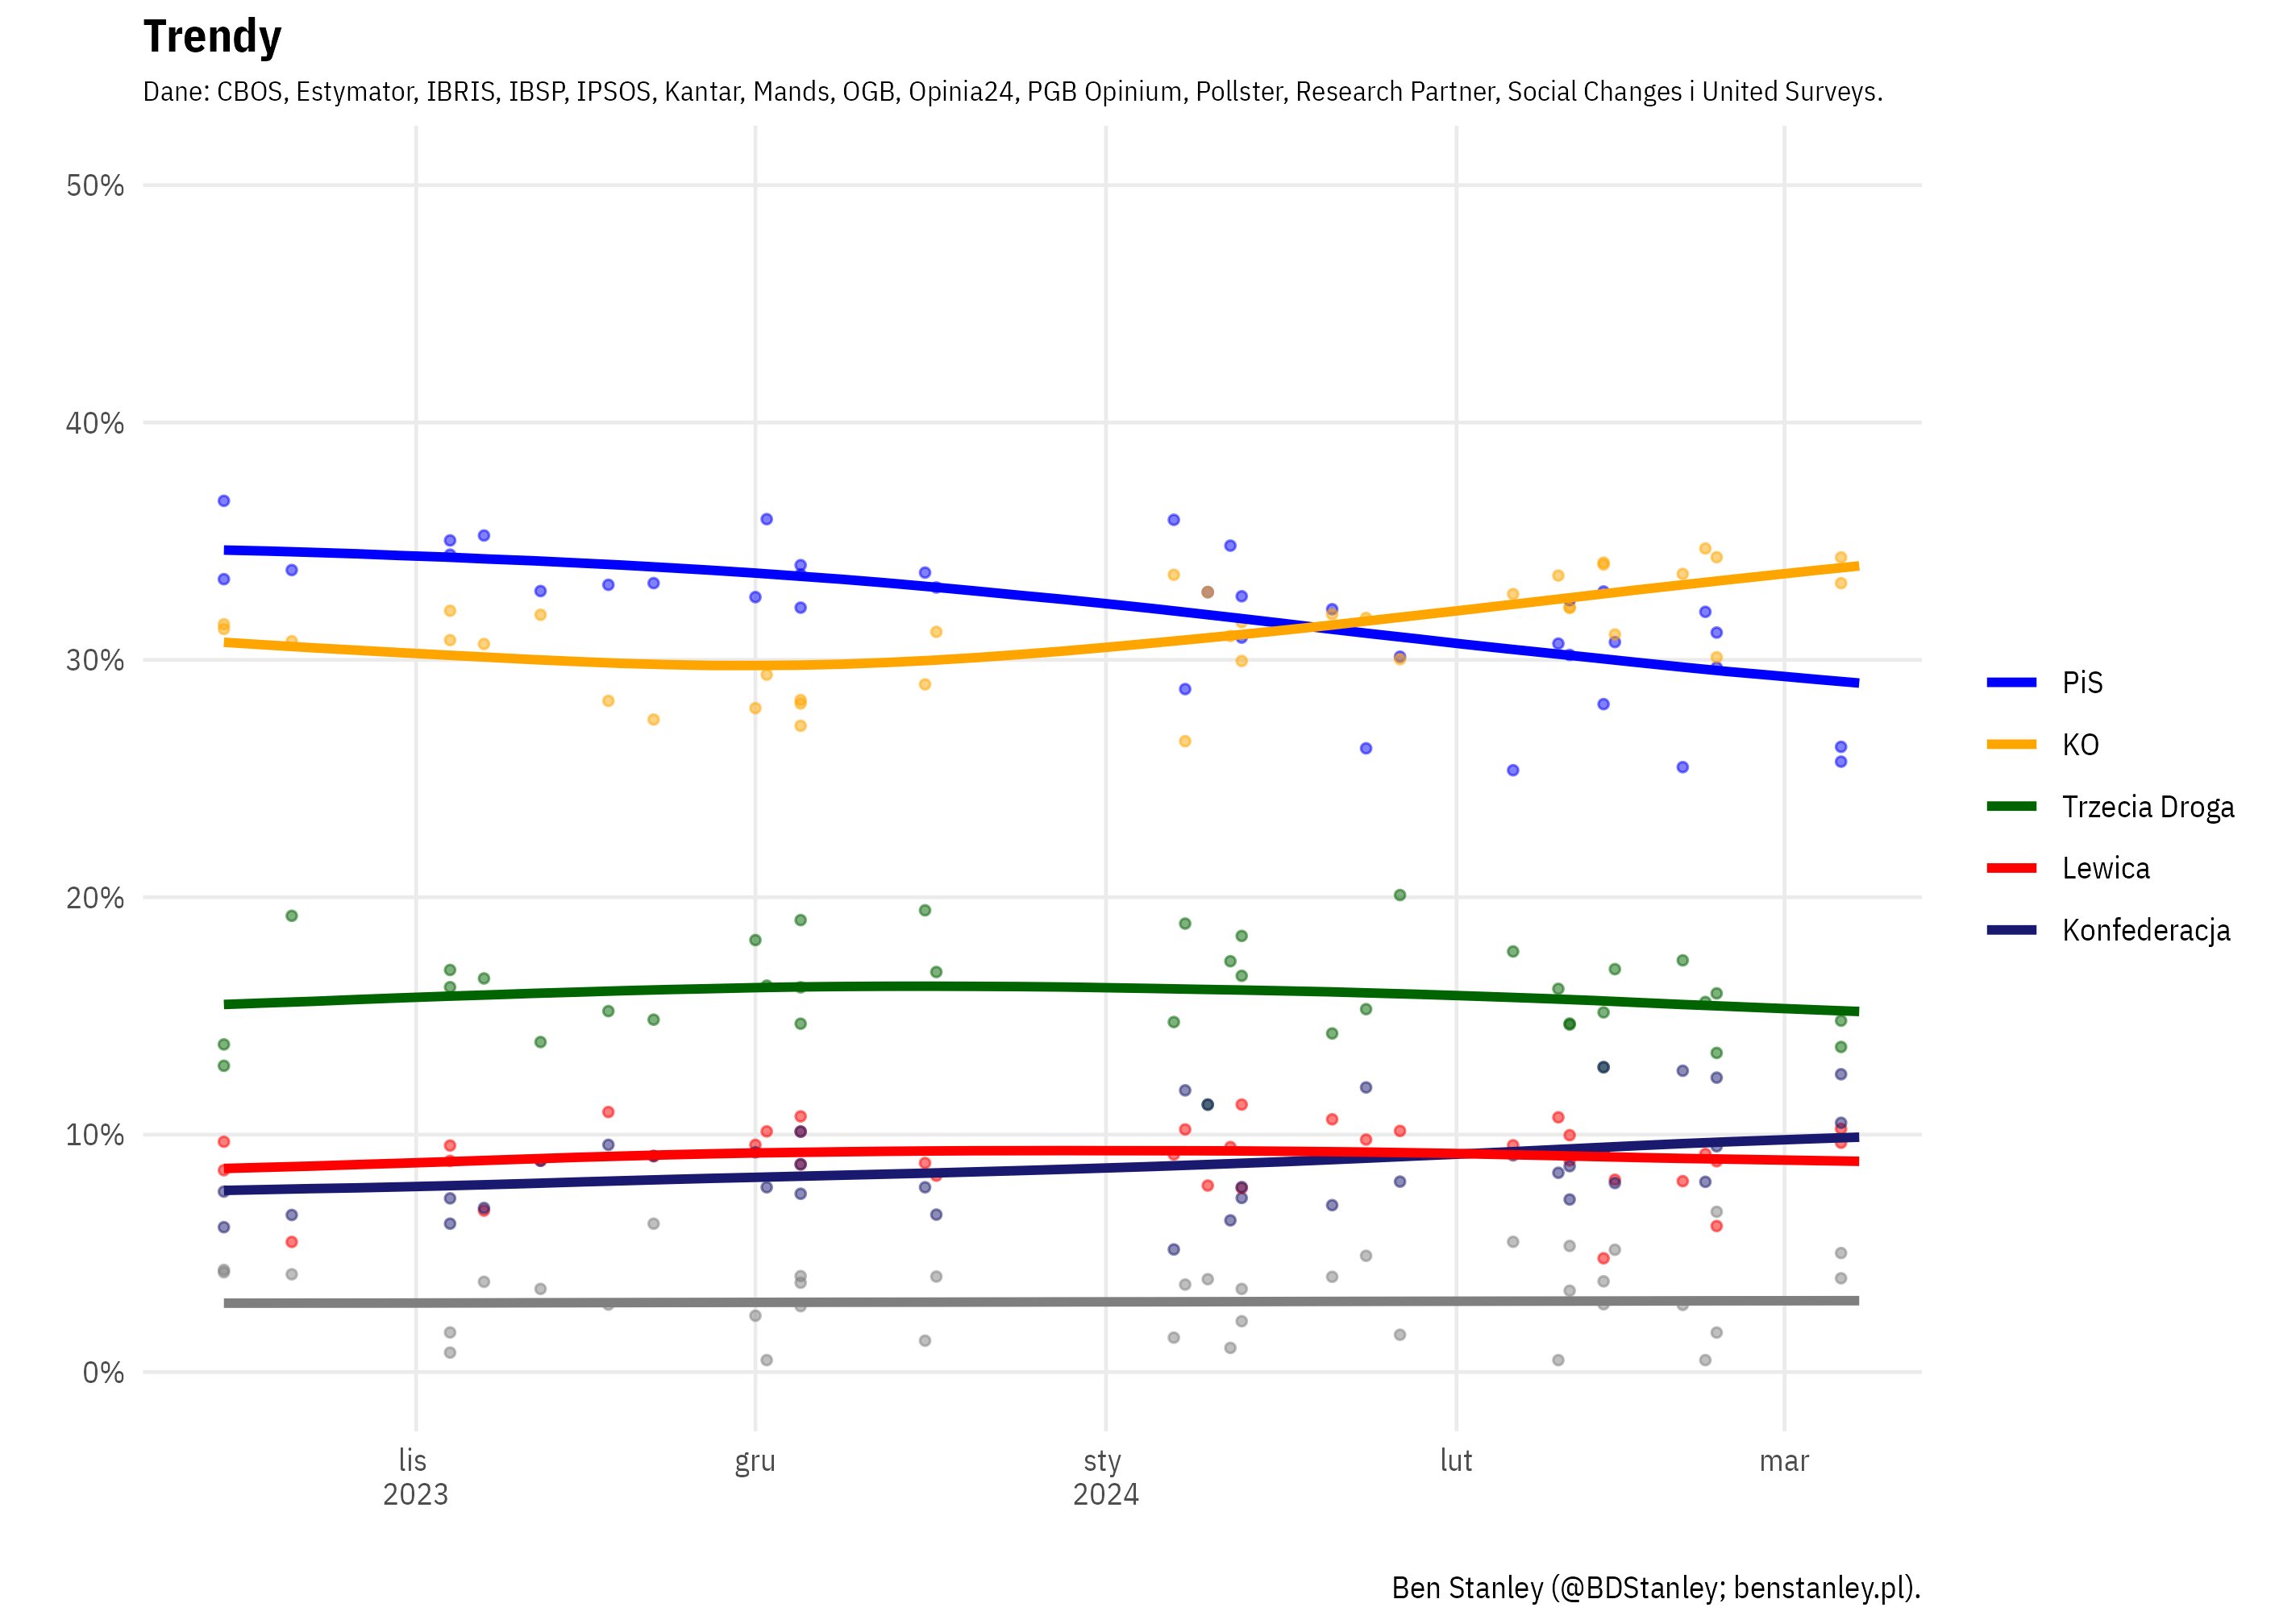 Trendy
Dane: CBOS, Estymator, IBRIS, IBSP, IPSOS, Kantar, Mands, OGB, Opinia24, PGB Opinium, Pollster, Research Partner, Social Changes i United Surveys.
50%
40%
30%
20%
10%
0%
lis
2023
gru
sty
2024
lut
mar
PiS
KO
Trzecia Droga
Lewica
Konfederacja
Ben Stanley (@BDStanley; benstanley.pl).